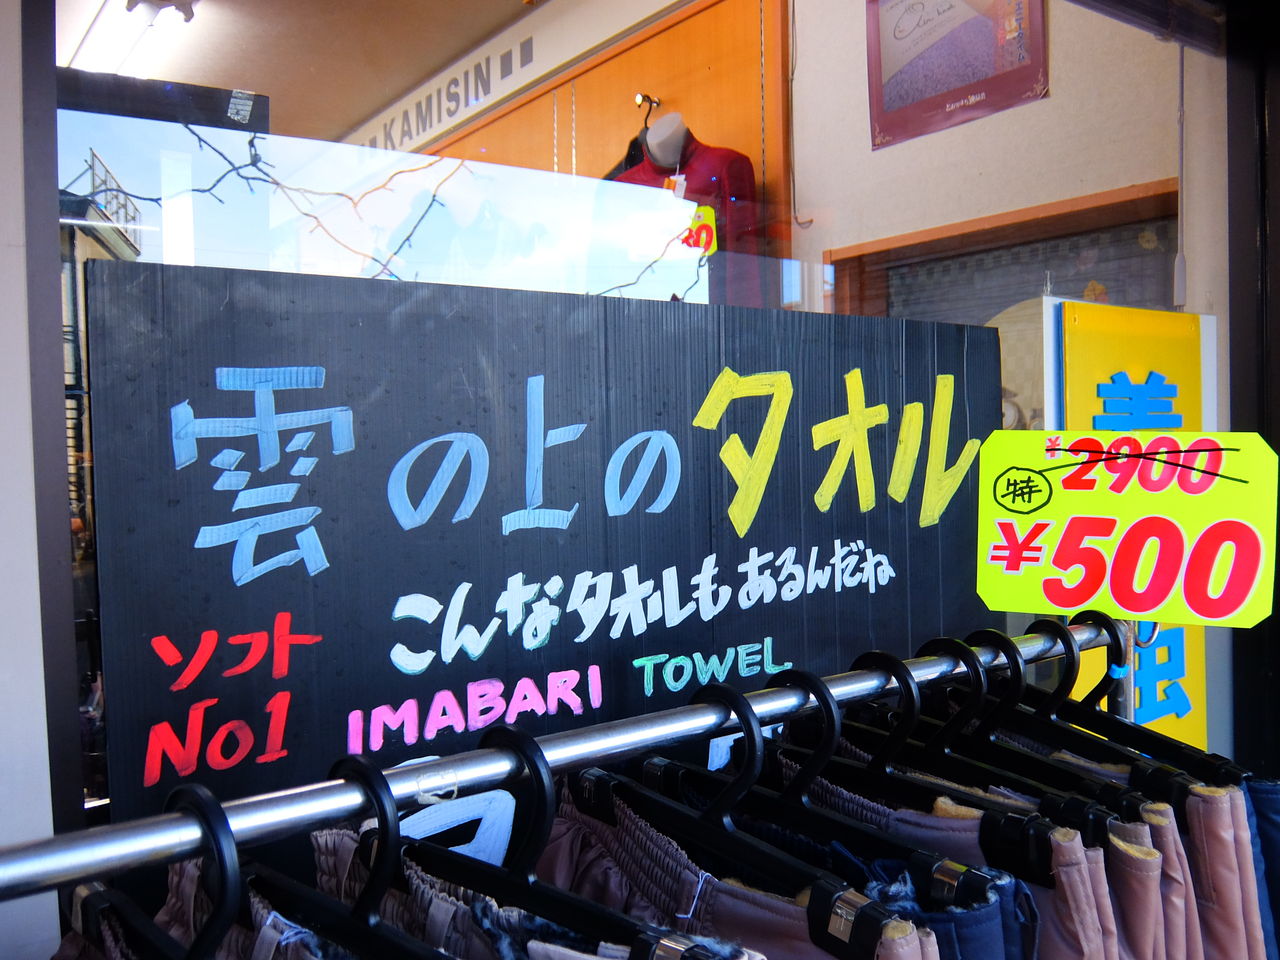 KAMISIN
雲の上のタオル
こんなタオルもあるんだね
ソフト
No1
IMABARI TOWEL
¥2900
特
¥500